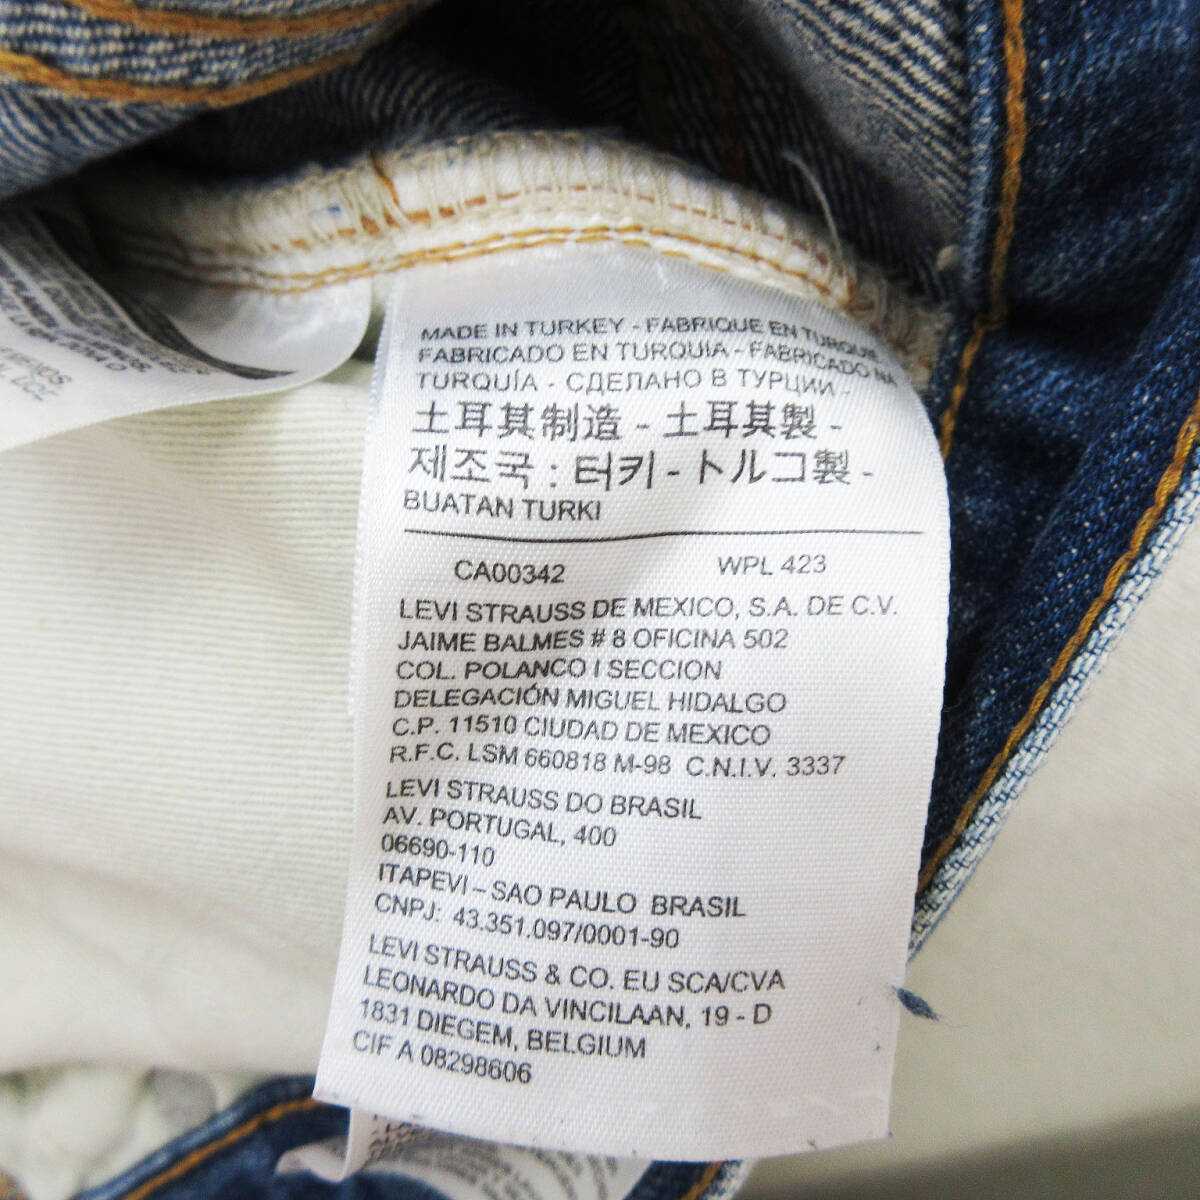 MADE IN TURKEY - FABRIQUE EN TURQUIE
FABRICADO EN TURQUIA - FABRICADO NA
TURQUÍA - СДЕЛАНО В ТУРЦИИ -
土耳其制造 - 土耳其製 -
제조국 : 터키 - トルコ製 -
BUATAN TURKI
CA00342 WPL 423
LEVI STRAUSS DE MEXICO, S.A. DE C.V.
JAIME BALMES # 8 OFICINA 502
COL. POLANCO I SECCION
DELEGACIÓN MIGUEL HIDALGO
C.P. 11510 CIUDAD DE MEXICO
R.F.C. LSM 660818 M-98 C.N.I.V. 3337
LEVI STRAUSS DO BRASIL
AV. PORTUGAL, 400
06690-110
ITAPEVI – SAO PAULO BRASIL
CNPJ: 43.351.097/0001-90
LEVI STRAUSS & CO. EU SCA/CVA
LEONARDO DA VINCILAAN, 19 - D
1831 DIEGEM, BELGIUM
CIF A 08298606